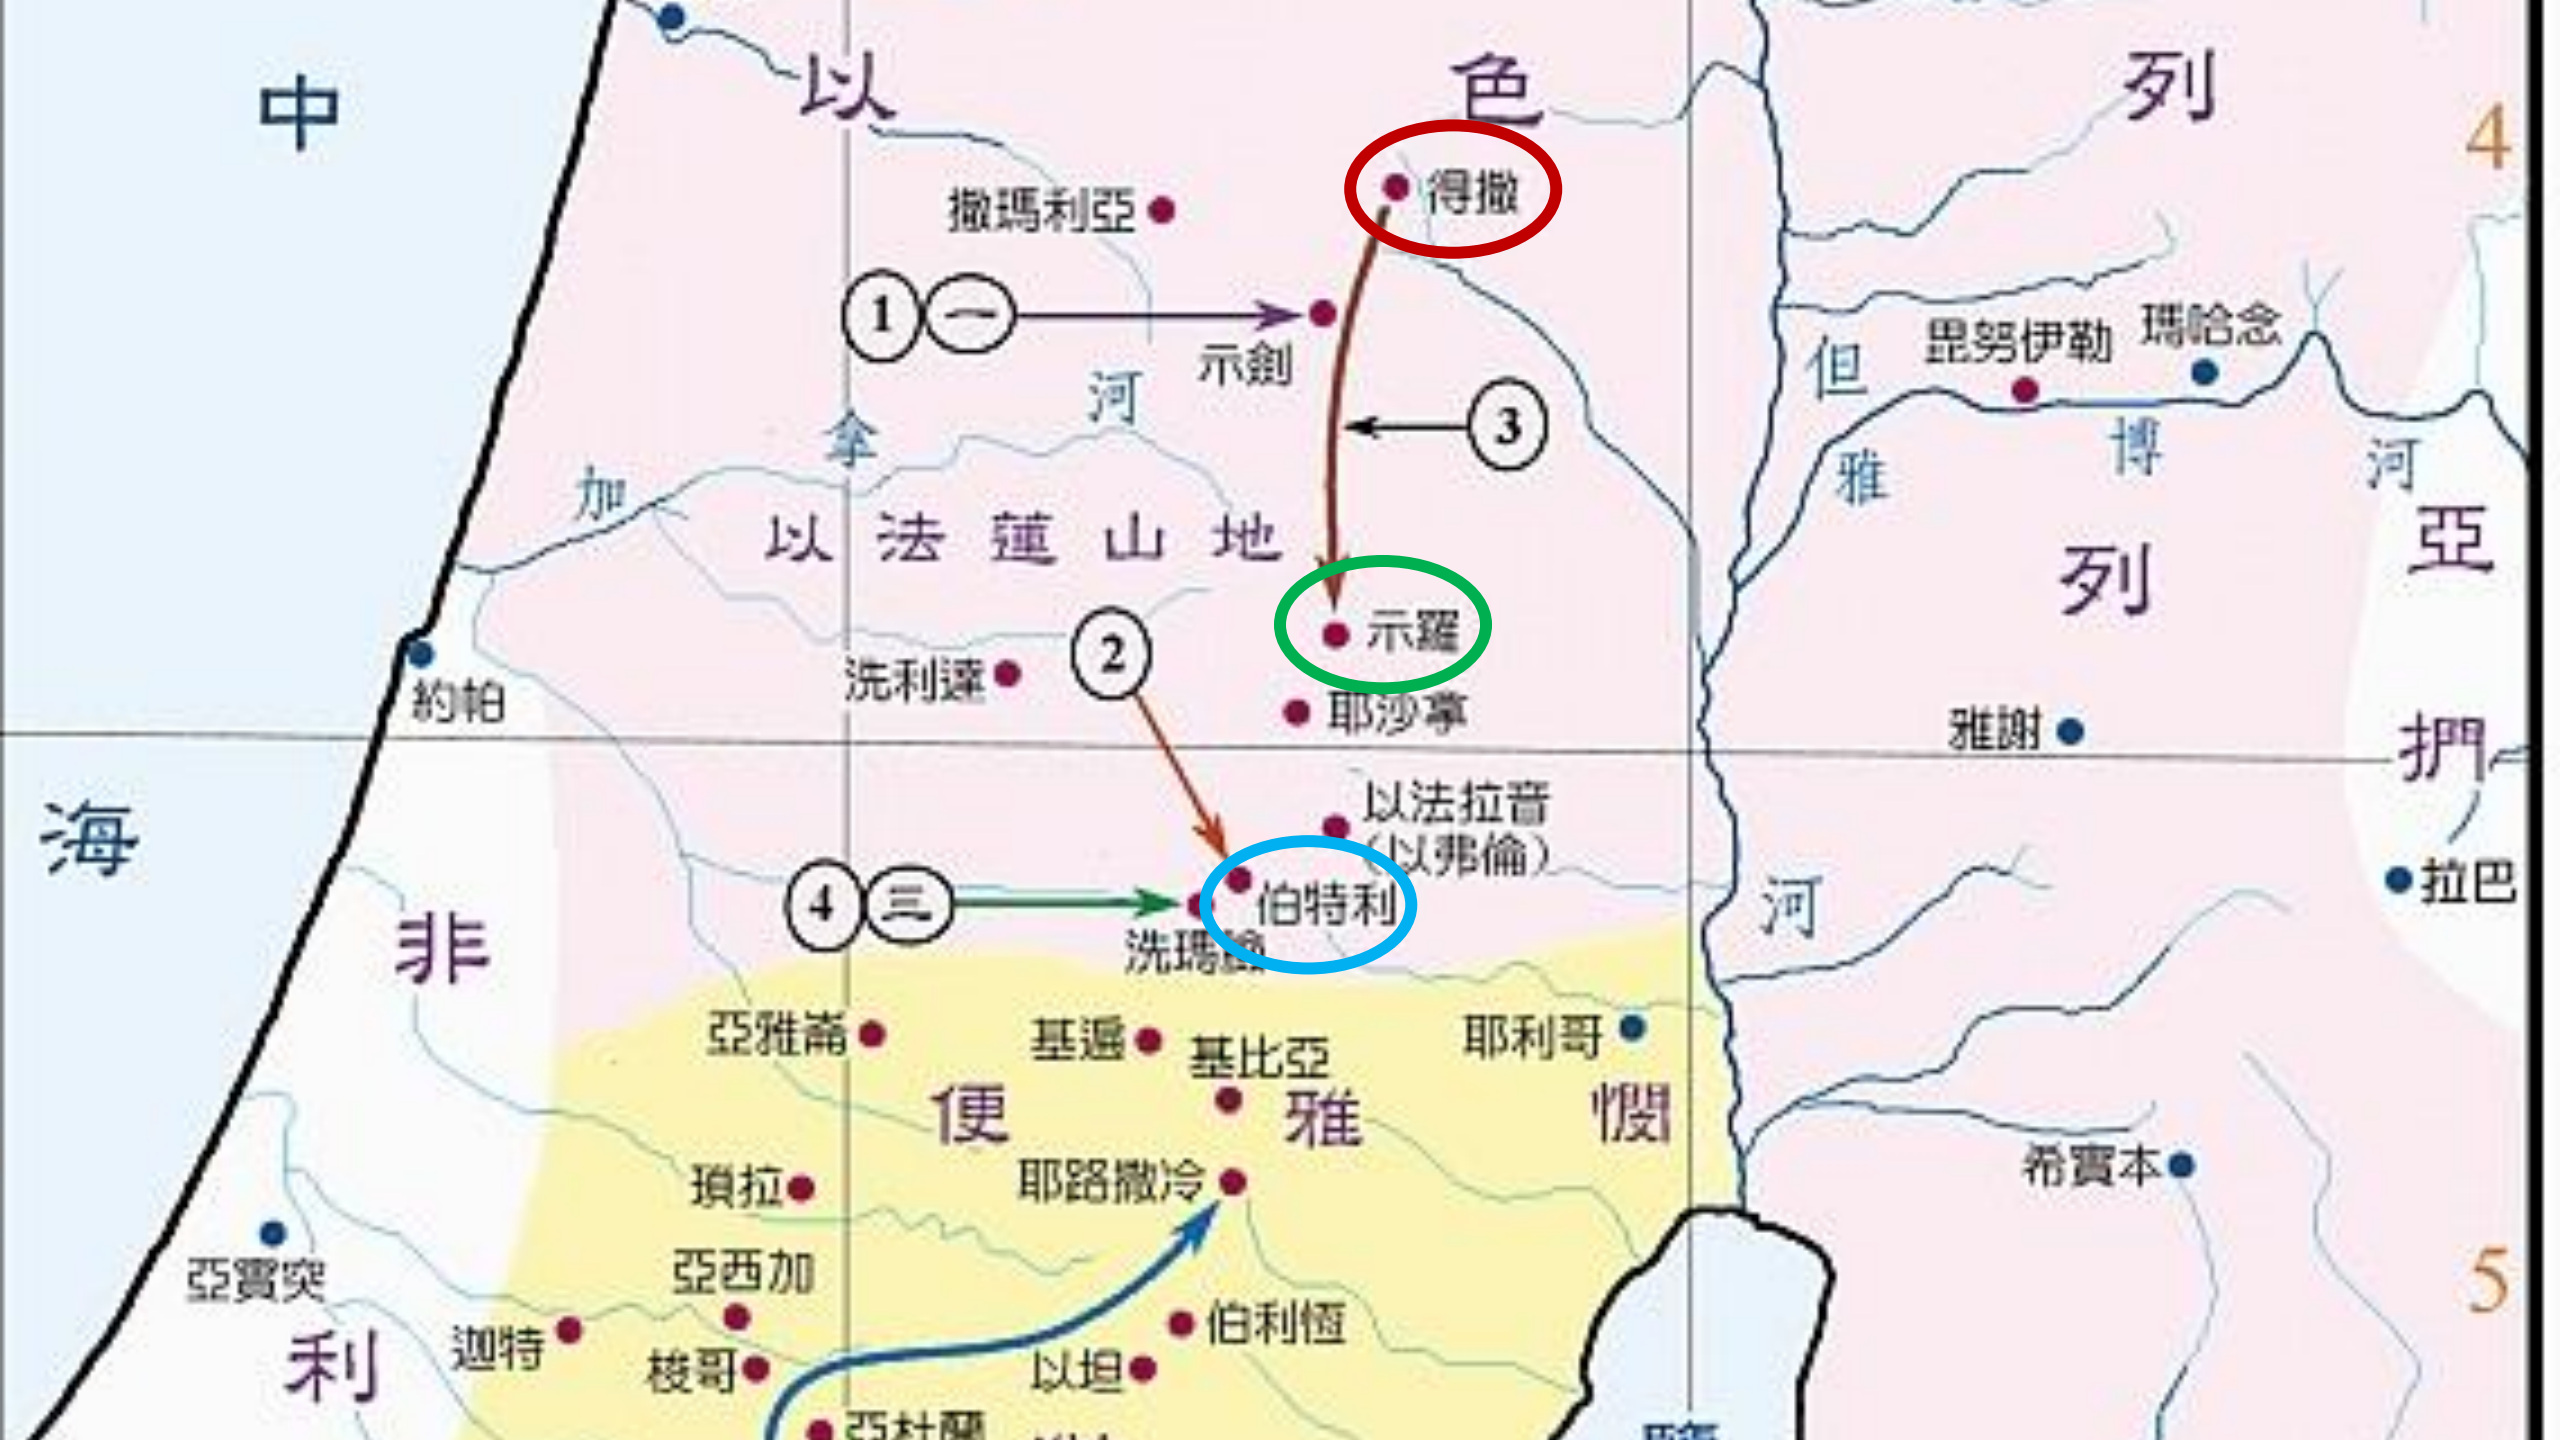 中
以
色
列
4
撒瑪利亞
得撒
1
一
示劍
3
但
毘努伊勒
瑪哈念
河
拿
加
雅
博
河
以法蓮山地
列
亞
示羅
2
洗利達
約帕
耶沙拿
雅謝
捫
海
以法拉音
(以弗倫)
拉巴
4
三
伯特利
河
洗瑪
非
亞雅崙
基遍
基比亞
耶利哥
便
雅
憫
瑣拉
耶路撒冷
希實本
亞實突
亞西加
5
迦特
伯利恆
利
梭哥
以坦
亞杜蘭
鹽